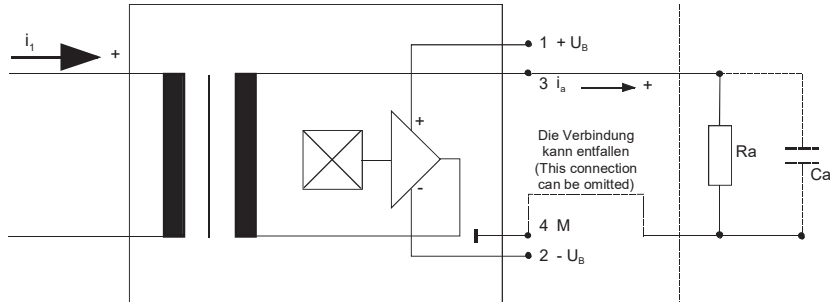 i1
+
1 + UB
3 ia
+
+
-
Die Verbindung
kann entfallen
(This connection
can be omitted)
Ra
Ca
4 M
2 - UB